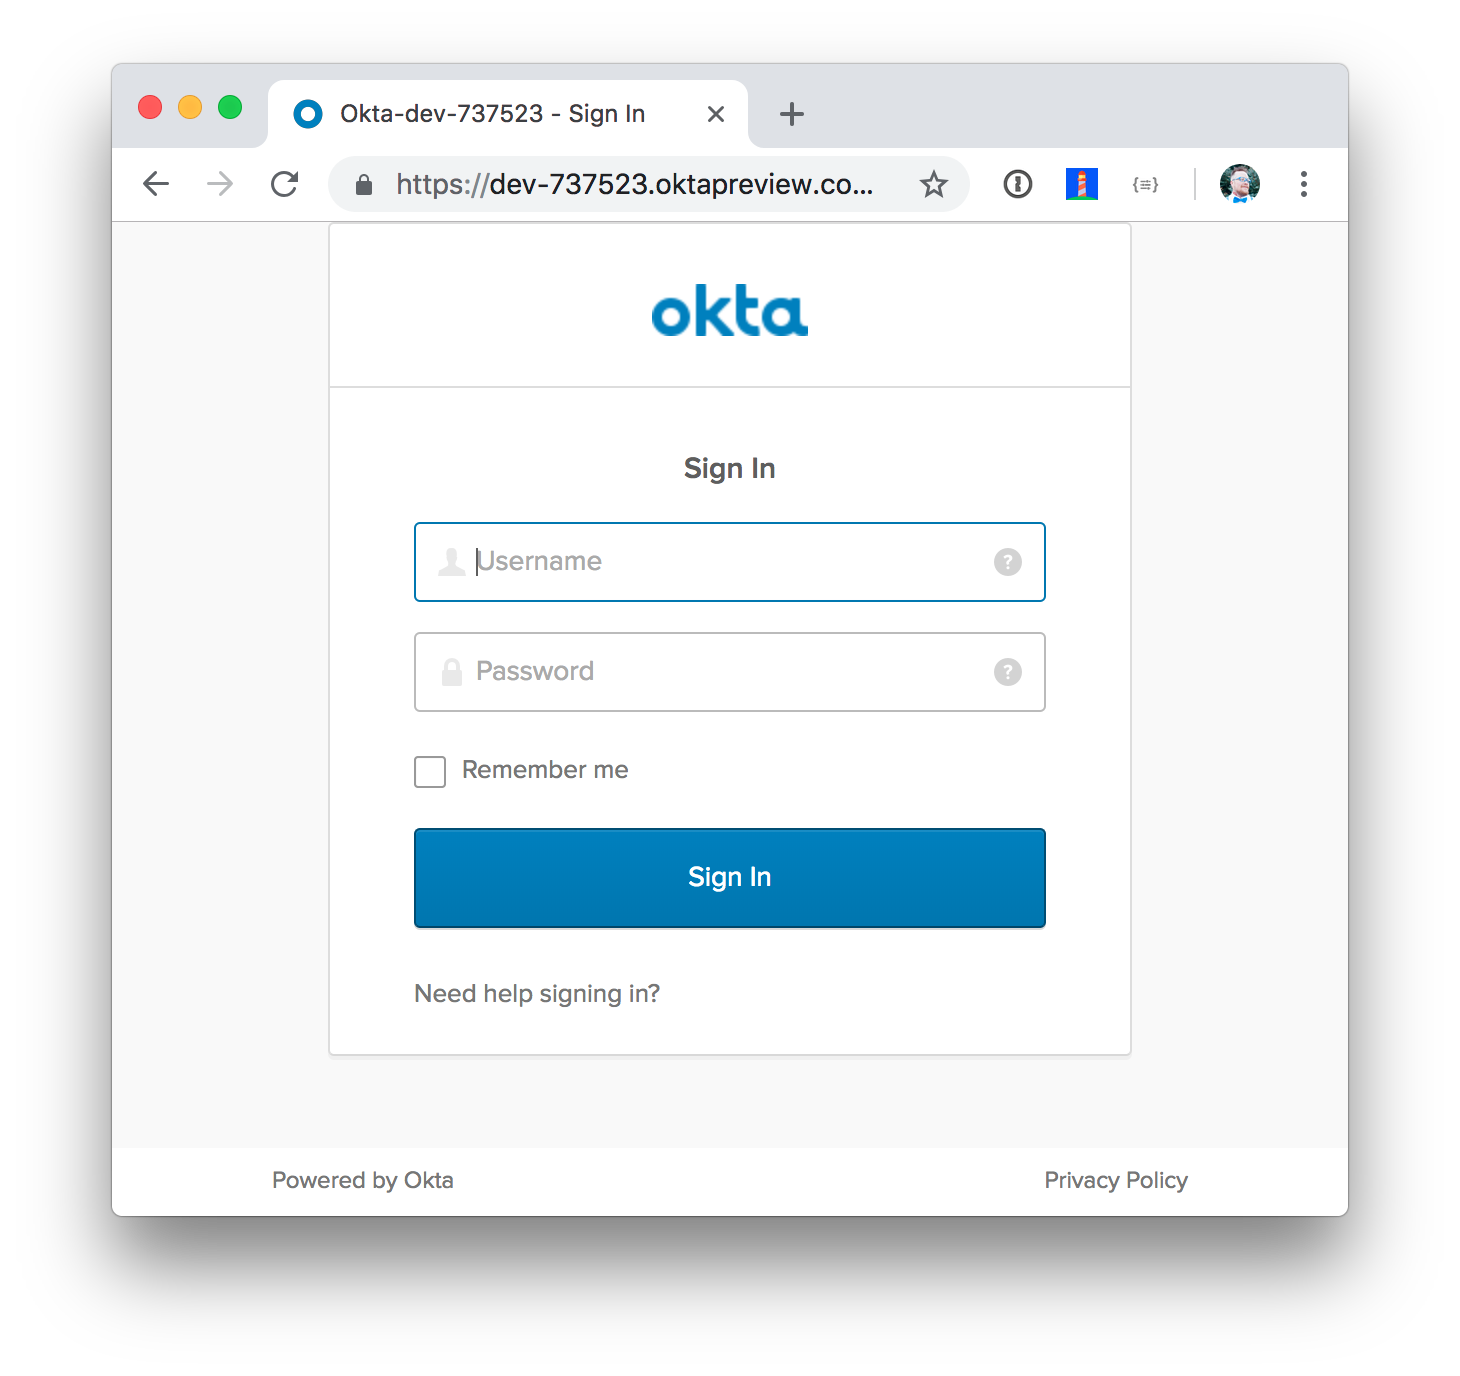 Okta-dev-737523 - Sign In
https://dev-737523.oktapreview.co...
okta
Sign In
Username
Password
Remember me
Sign In
Need help signing in?
Powered by Okta
Privacy Policy